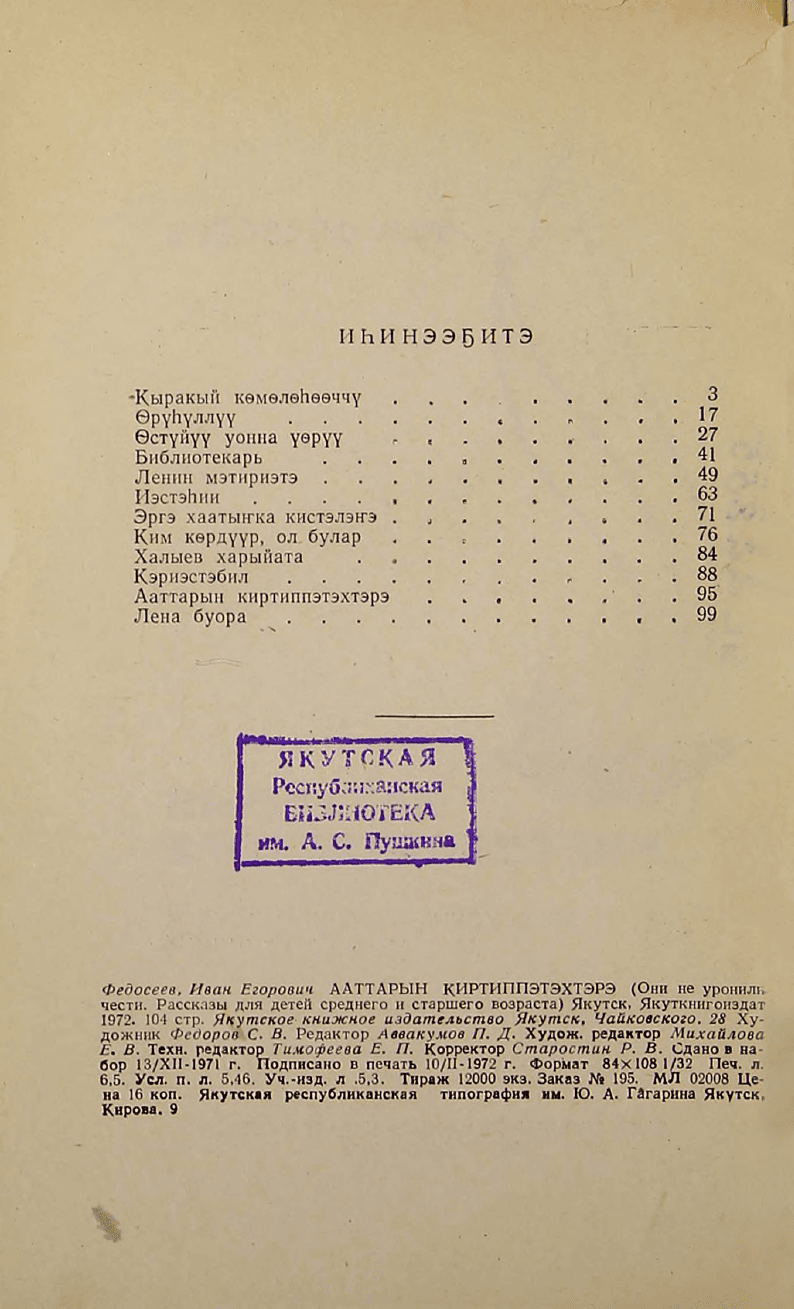 ИҺИНЭЭҔИТЭ
Кыракый көмөлөһөөччү . . . . . . . . . 3
Өрүһүллүү . . . . . . . . . . . . 17
Өстүйүү уонна үөрүү . . . . . . . . . 27
Библиотекарь . . . . . . . . . . . 41
Ленин мэтириэтэ . . . . . . . . . . . 49
Иэстэһии . . . . . . . . . . . . . 63
Эргэ хаатыҥка кистэлэҥэ . . . . . . . . . 71
Ким көрдүүр, ол булар . . . . . . . . . 76
Халыев харыйата . . . . . . . . . . 84
Кэриэстэбил . . . . . . . . . . . . 88
Ааттарын киртиппэтэхтэрэ . . . . . . . . 95
Лена буора . . . . . . . . . . . . 99
ЯКУТСКАЯ
Республиканская
БИБЛИОТЕКА
им. А. С. Пушкина
Федосеев, Иван Егорович ААТТАРЫН КИРТИППЭТЭХТЭРЭ (Они не уронили
чести. Рассказы для детей среднего и старшего возраста) Якутск, Якуткнигоиздат
1972. 104 стр. Якутское книжное издательство Якутск, Чайковского, 28 Ху-
дожник Федоров С. В. Редактор Аввакумов П. Д. Худож. редактор Михайлова
Е. В. Техн. редактор Тимофеева Е. П. Корректор Старостин Р. В. Сдано в на-
бор 13/XII-1971 г. Подписано в печать 10/II-1972 г. Формат 84×108 1/32 Печ. л.
6,5. Усл. п. л. 5,46. Уч.-изд. л .5,3. Тираж 12000 экз. Заказ № 195. МЛ 02008 Це-
на 16 коп. Якутская республиканская типография им. Ю. А. Гагарина Якутск,
Кирова. 9